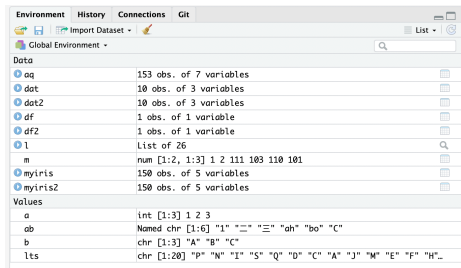 Environment History Connections Git
Import Dataset List
Global Environment
Data
aq 153 obs. of 7 variables
dat 10 obs. of 3 variables
dat2 10 obs. of 3 variables
df 1 obs. of 1 variable
df2 1 obs. of 1 variable
l List of 26
m num [1:2, 1:3] 1 2 111 103 110 101
myiris 150 obs. of 5 variables
myiris2 150 obs. of 5 variables
Values
a int [1:3] 1 2 3
ab Named chr [1:6] "1" "二" "三" "ah" "bo" "C"
b chr [1:3] "A" "B" "C"
lts chr [1:20] "P" "N" "I" "S" "Q" "D" "C" "A" "J" "M" "E" "F" "H"…